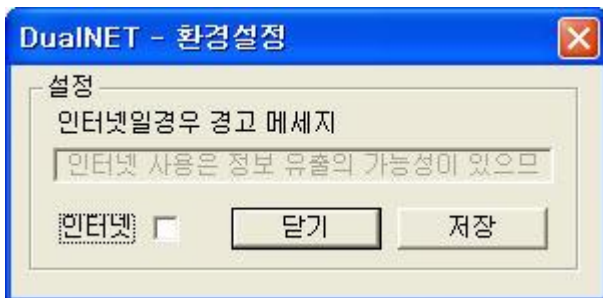 DualNET - 환경설정
설정
인터넷일경우 경고 메세지
인터넷 사용은 정보 유출의 가능성이 있으므
인터넷 닫기 저장